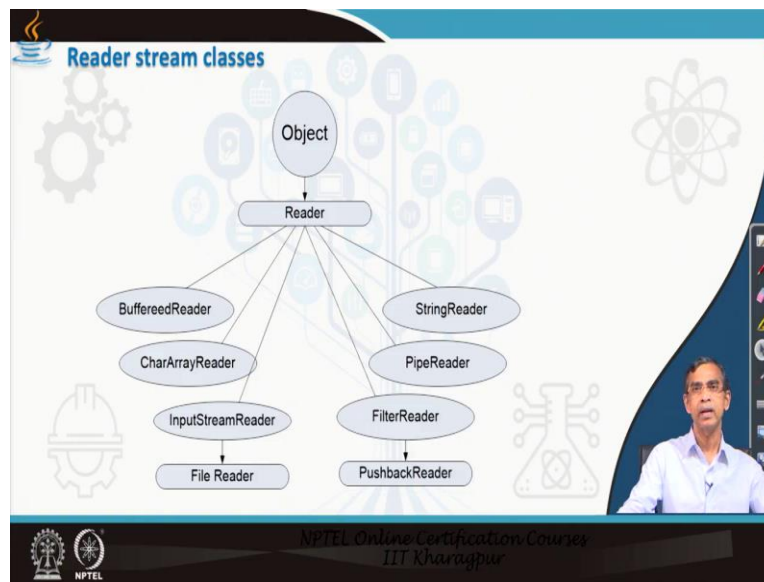 Reader stream classes
Object
Reader
BuffereedReader
StringReader
CharArrayReader
PipeReader
InputStreamReader
FilterReader
File Reader
PushbackReader
NPTEL Online Certification Courses
IIT Kharagpur
NPTEL